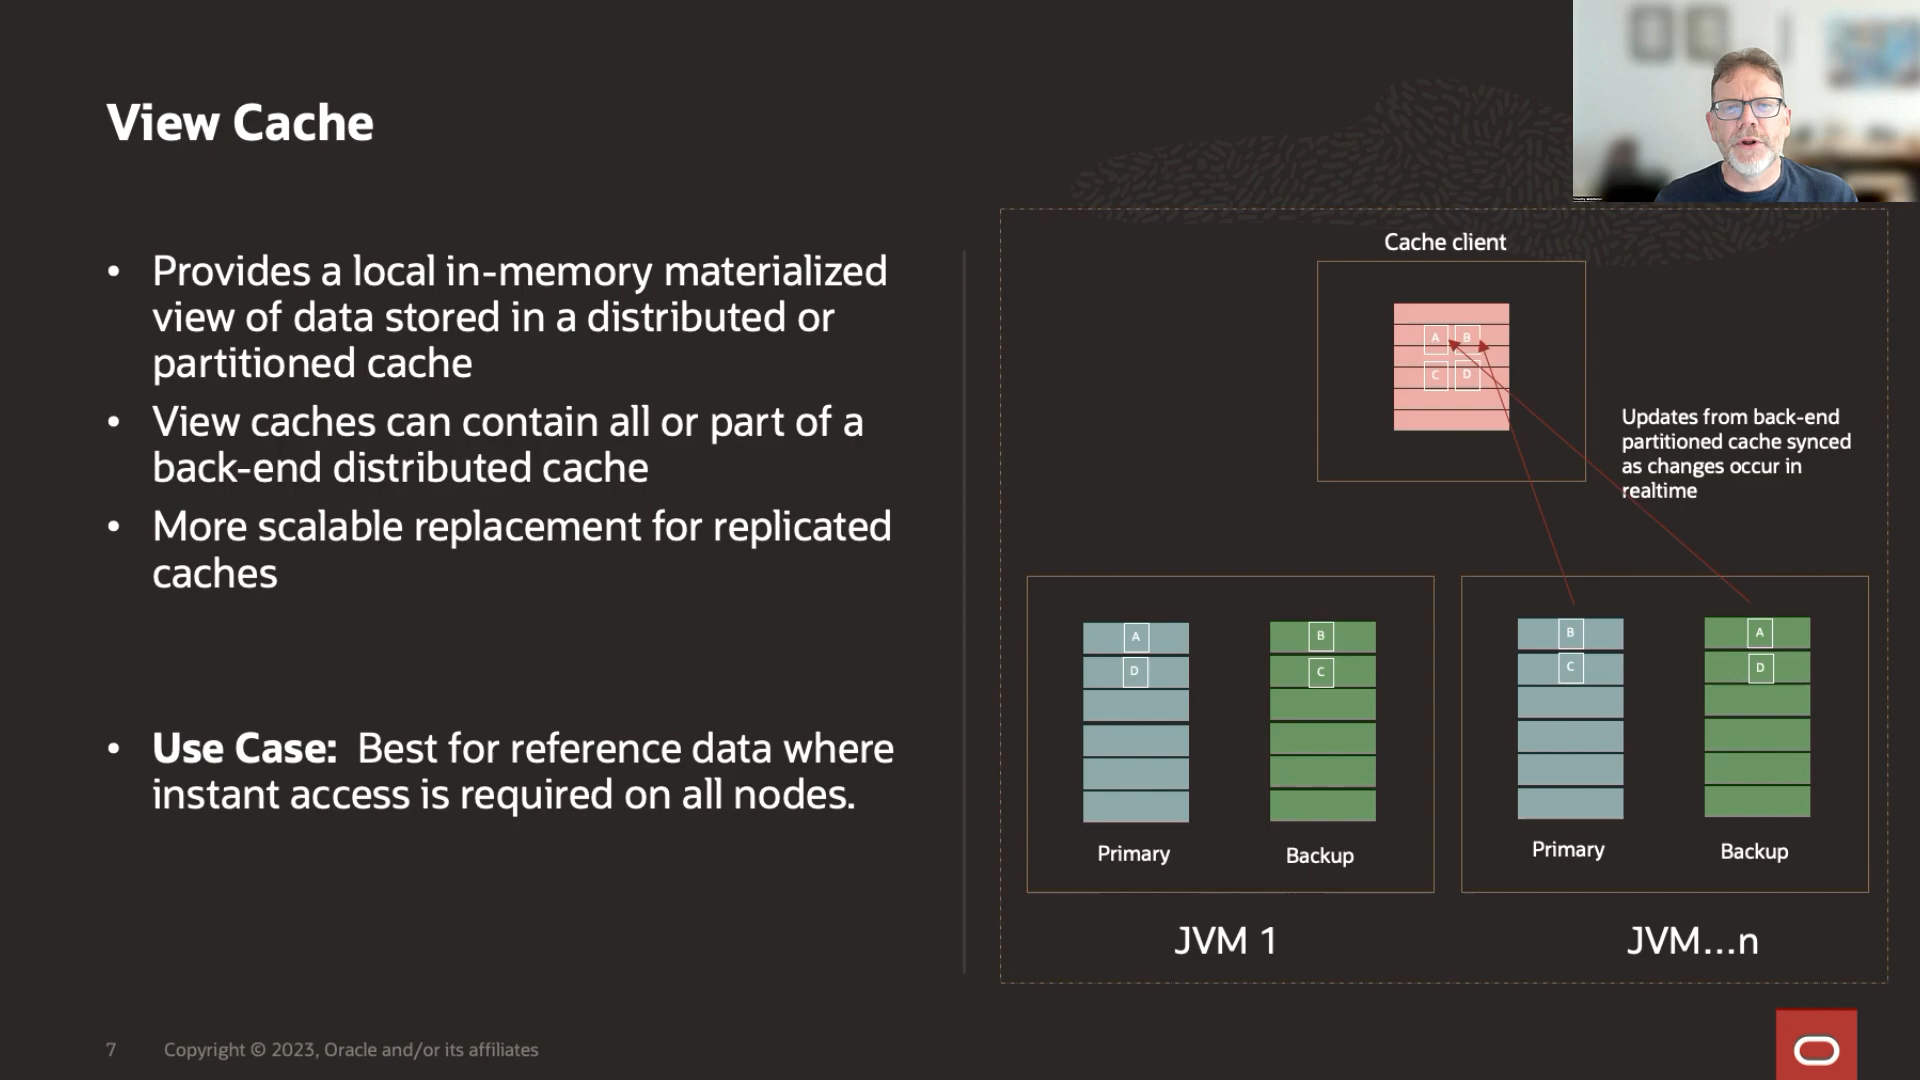 View Cache
• Provides a local in-memory materialized
view of data stored in a distributed or
partitioned cache
• View caches can contain all or part of a
back-end distributed cache
• More scalable replacement for replicated
caches
• Use Case: Best for reference data where
instant access is required on all nodes.
Cache client
A B
C D
Updates from back-end
partitioned cache synced
as changes occur in
realtime
A
D
B
C
B
C
A
D
Primary
Backup
Primary
Backup
JVM 1
JVM...n
7 Copyright © 2023, Oracle and/or its affiliates